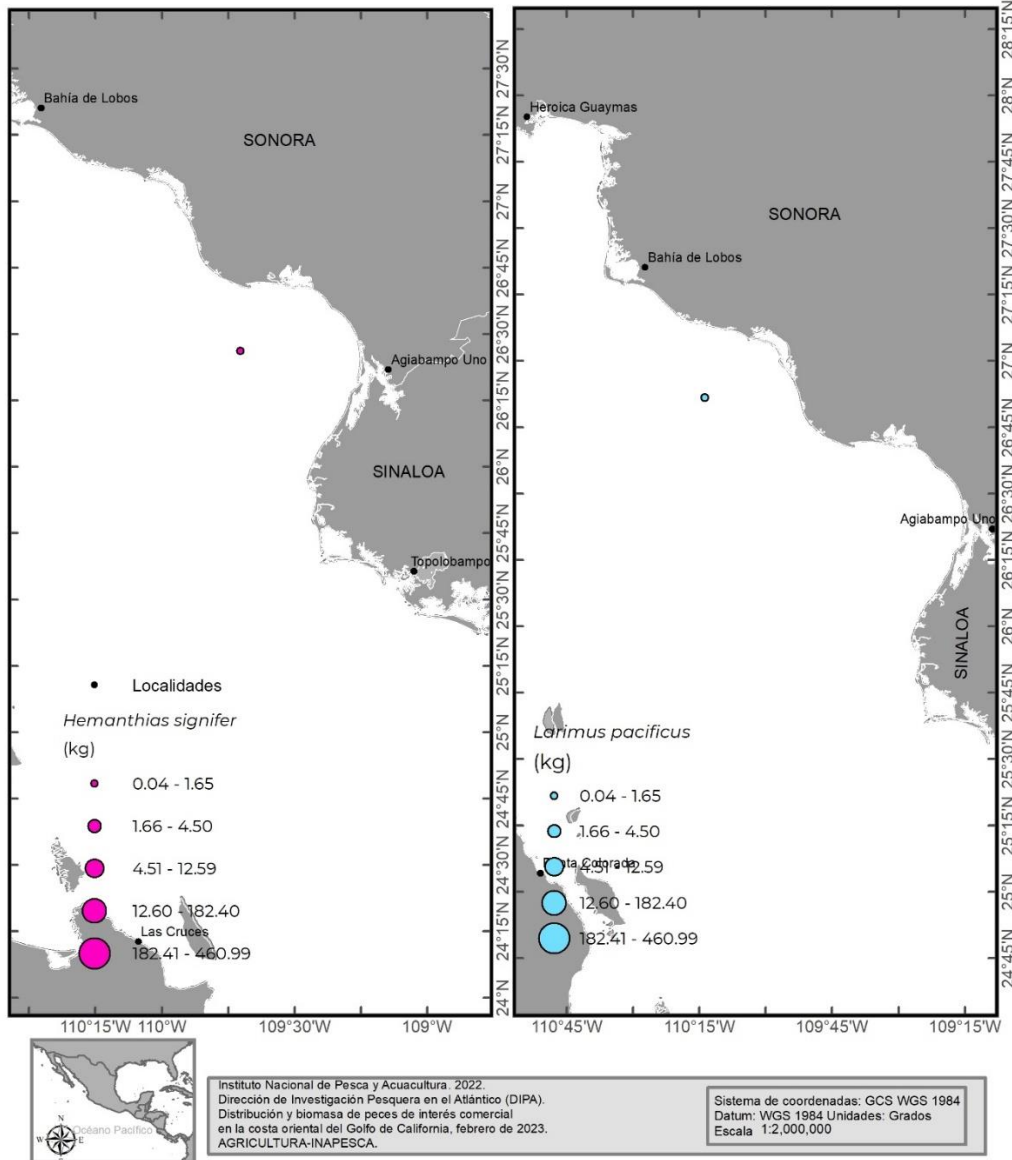 Bahía de Lobos
SONORA
Agiabampo Uno
SINALOA
Topolobampo
Localidades
Hemanthias signifer
(kg)
0.04 - 1.65
1.66 - 4.50
4.51 - 12.59
12.60 - 182.40
Las Cruces
182.41 - 460.99
27°30'N
27°15'N
27°N
26°45'N
26°30'N
26°15'N
26°N
25°45'N
25°30'N
25°15'N
25°N
24°45'N
24°30'N
24°15'N
24°N
110°15'W
110°W
109°30'W
109°W
Heroica Guaymas
SONORA
Bahía de Lobos
Agiabampo Uno
SINALOA
Larimus pacificus
(kg)
0.04 - 1.65
1.66 - 4.50
Punta Colorada
4.51 - 12.59
12.60 - 182.40
182.41 - 460.99
28°15'N
28°N
27°45'N
27°30'N
27°15'N
27°N
26°45'N
26°30'N
26°15'N
26°N
25°45'N
25°30'N
25°15'N
25°N
24°45'N
110°45'W
110°15'W
109°45'W
109°15'W
Océano Pacífico
N
W
E
S
Instituto Nacional de Pesca y Acuacultura. 2022.
Dirección de Investigación Pesquera en el Atlántico (DIPA).
Distribución y biomasa de peces de interés comercial
en la costa oriental del Golfo de California, febrero de 2023.
AGRICULTURA-INAPESCA.
Sistema de coordenadas: GCS WGS 1984
Datum: WGS 1984 Unidades: Grados
Escala 1:2,000,000